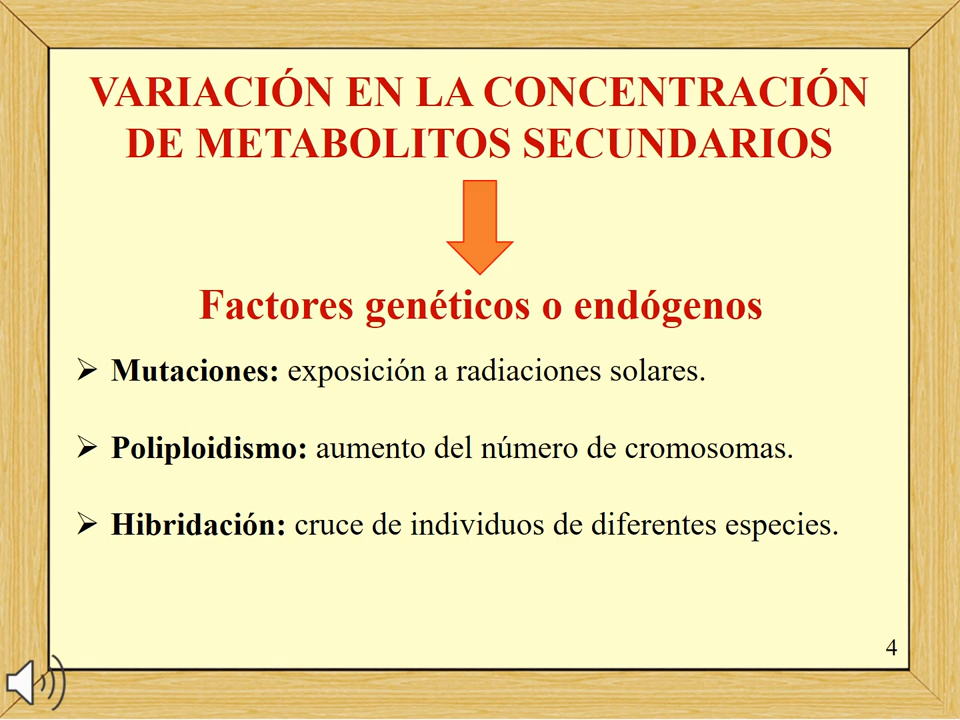 VARIACIÓN EN LA CONCENTRACIÓN
DE METABOLITOS SECUNDARIOS
Factores genéticos o endógenos
➢ Mutaciones: exposición a radiaciones solares.
➢ Poliploidismo: aumento del número de cromosomas.
➢ Hibridación: cruce de individuos de diferentes especies.
4